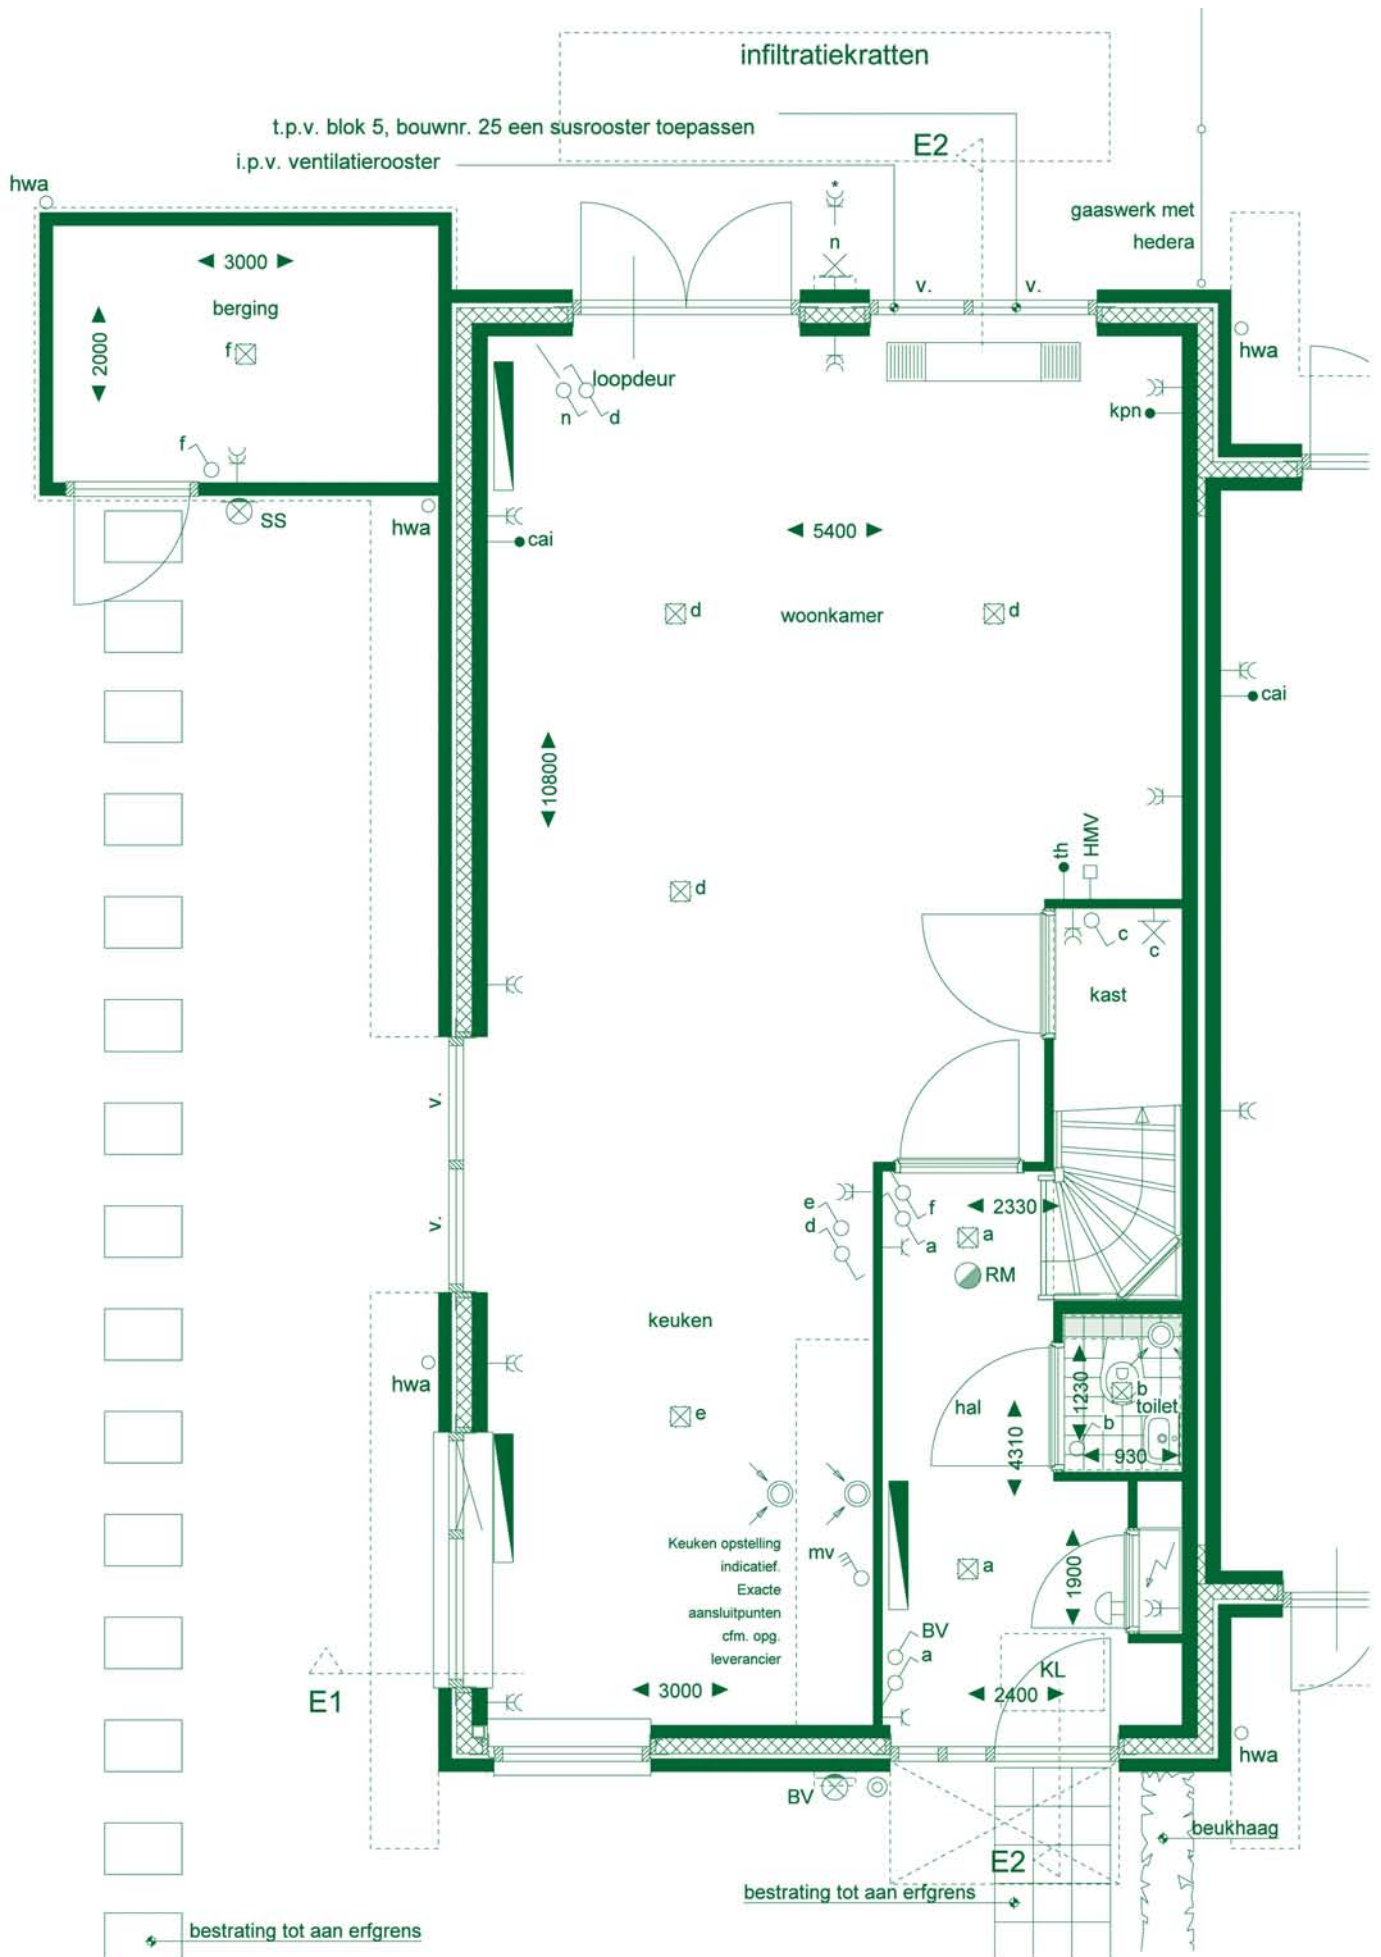 infiltratiekratten
t.p.v. blok 5, bouwnr. 25 een susrooster toepassen
E2
i.p.v. ventilatierooster
hwa
*
gaaswerk met
hedera
n
3000
v.
v.
berging
2000
f
hwa
loopdeur
n
d
kpn
f
SS
hwa
cai
5400
d
woonkamer
d
cai
10800
th
HMV
d
c
c
kast
v.
v.
e
d
f
2330
a
a
RM
keuken
hwa
1230
b
toilet
hal
b
e
4310
930
Keuken opstelling
indicatief.
Exacte
aansluitpunten
cfm. opg.
leverancier
mv
a
1900
BV
a
KL
E1
3000
2400
hwa
BV
beukhaag
E2
bestrating tot aan erfgrens
bestrating tot aan erfgrens